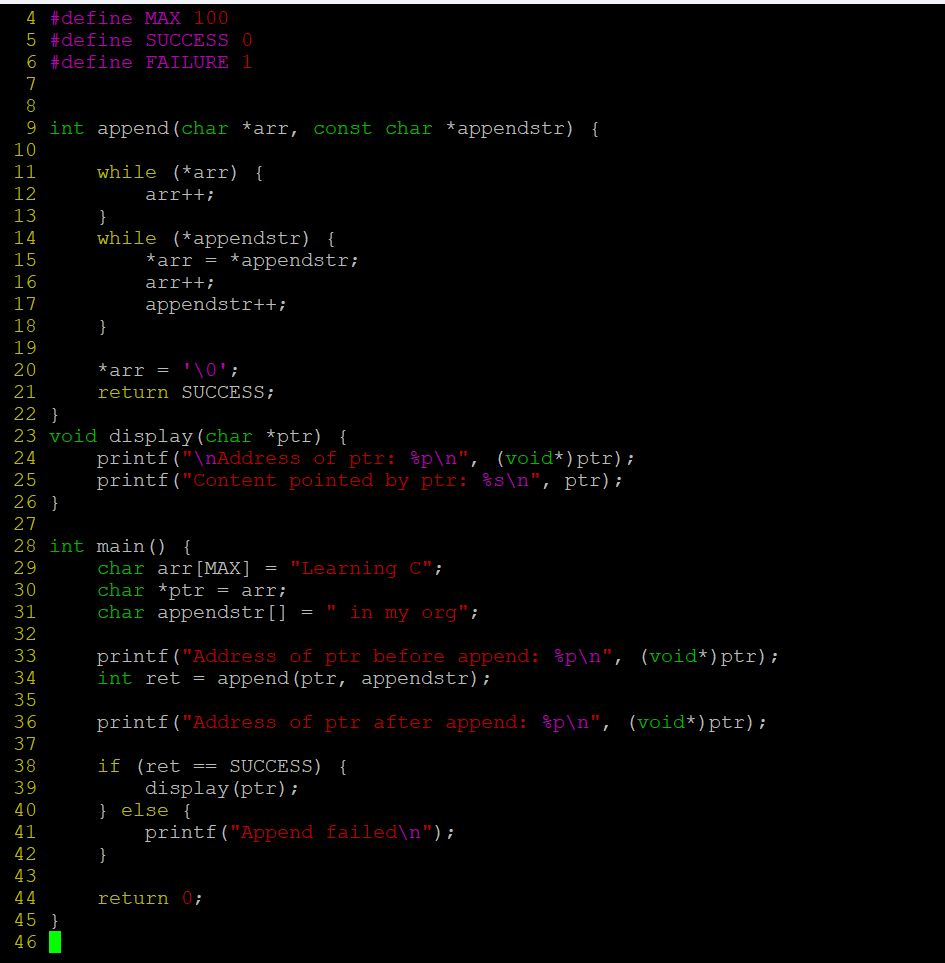 4 #define MAX 100
5 #define SUCCESS 0
6 #define FAILURE 1
7
8
9 int append(char *arr, const char *appendstr) {
10
11     while (*arr) {
12         arr++;
13     }
14     while (*appendstr) {
15         *arr = *appendstr;
16         arr++;
17         appendstr++;
18     }
19
20     *arr = '\0';
21     return SUCCESS;
22 }
23 void display(char *ptr) {
24     printf("\nAddress of ptr: %p\n", (void*)ptr);
25     printf("Content pointed by ptr: %s\n", ptr);
26 }
27
28 int main() {
29     char arr[MAX] = "Learning C";
30     char *ptr = arr;
31     char appendstr[] = " in my org";
32
33     printf("Address of ptr before append: %p\n", (void*)ptr);
34     int ret = append(ptr, appendstr);
35
36     printf("Address of ptr after append: %p\n", (void*)ptr);
37
38     if (ret == SUCCESS) {
39         display(ptr);
40     } else {
41         printf("Append failed\n");
42     }
43
44     return 0;
45 }
46